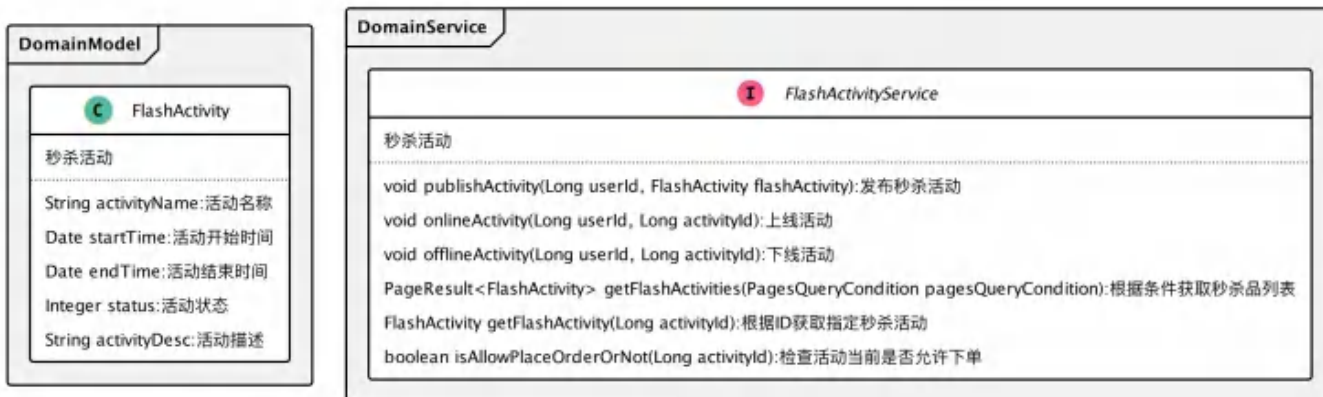 DomainModel
C FlashActivity
秒杀活动
String activityName:活动名称
Date startTime:活动开始时间
Date endTime:活动结束时间
Integer status:活动状态
String activityDesc:活动描述
DomainService
I FlashActivityService
秒杀活动
void publishActivity(Long userId, FlashActivity flashActivity):发布秒杀活动
void onlineActivity(Long userId, Long activityId):上线活动
void offlineActivity(Long userId, Long activityId):下线活动
PageResult<FlashActivity> getFlashActivities(PagesQueryCondition pagesQueryCondition):根据条件获取秒杀品列表
FlashActivity getFlashActivity(Long activityId):根据ID获取指定秒杀活动
boolean isAllowPlaceOrderOrNot(Long activityId):检查活动当前是否允许下单